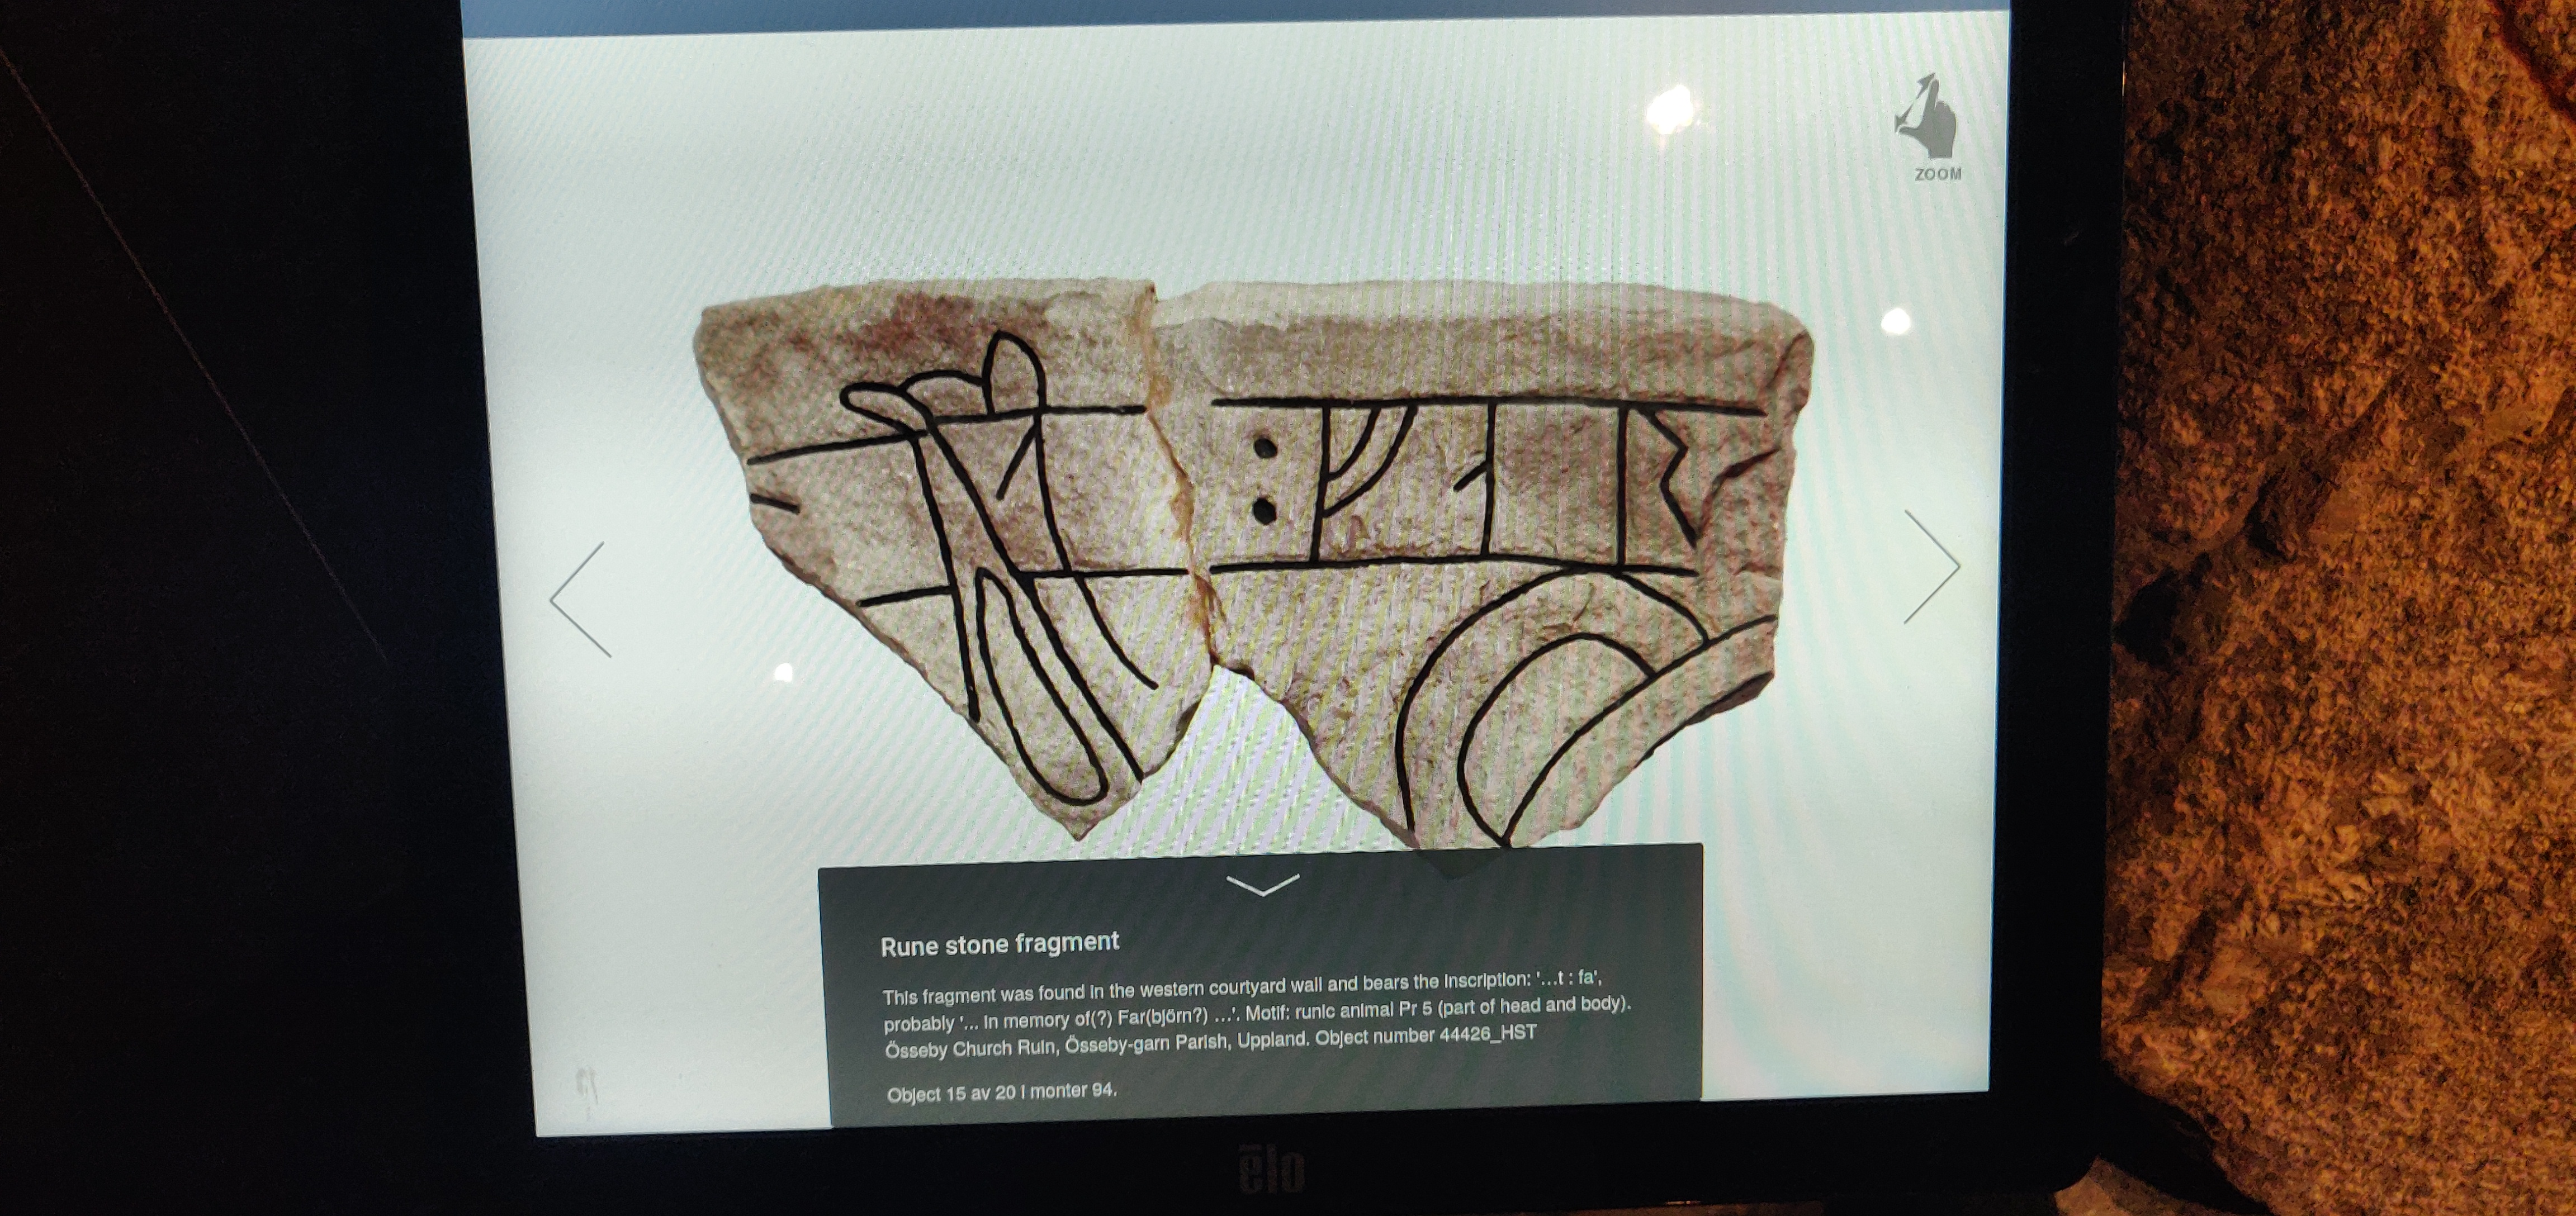 ZOOM
ᛐ : ᚠᛆᚱ
Rune stone fragment
This fragment was found in the western courtyard wall and bears the inscription: '...t : fa',
probably '... In memory of(?) Far(björn?) ...'. Motif: runic animal Pr 5 (part of head and body).
Össeby Church Ruin, Össeby-garn Parish, Uppland. Object number 44426_HST
Object 15 av 20 i monter 94.
elo